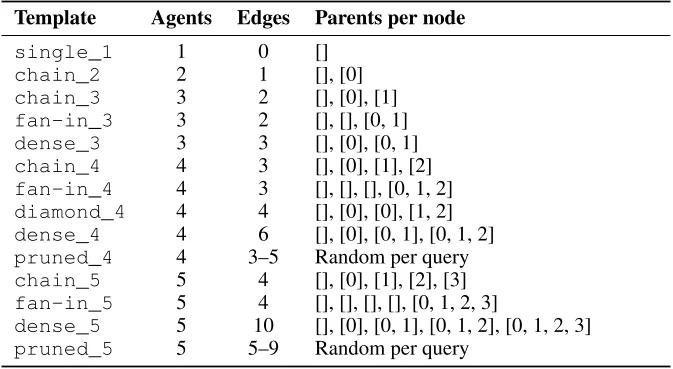 Template Agents Edges Parents per node
single_1 1 0 []
chain_2 2 1 [], [0]
chain_3 3 2 [], [0], [1]
fan-in_3 3 2 [], [], [0, 1]
dense_3 3 3 [], [0], [0, 1]
chain_4 4 3 [], [0], [1], [2]
fan-in_4 4 3 [], [], [], [0, 1, 2]
diamond_4 4 4 [], [0], [0], [1, 2]
dense_4 4 6 [], [0], [0, 1], [0, 1, 2]
pruned_4 4 3–5 Random per query
chain_5 5 4 [], [0], [1], [2], [3]
fan-in_5 5 4 [], [], [], [], [0, 1, 2, 3]
dense_5 5 10 [], [0], [0, 1], [0, 1, 2], [0, 1, 2, 3]
pruned_5 5 5–9 Random per query